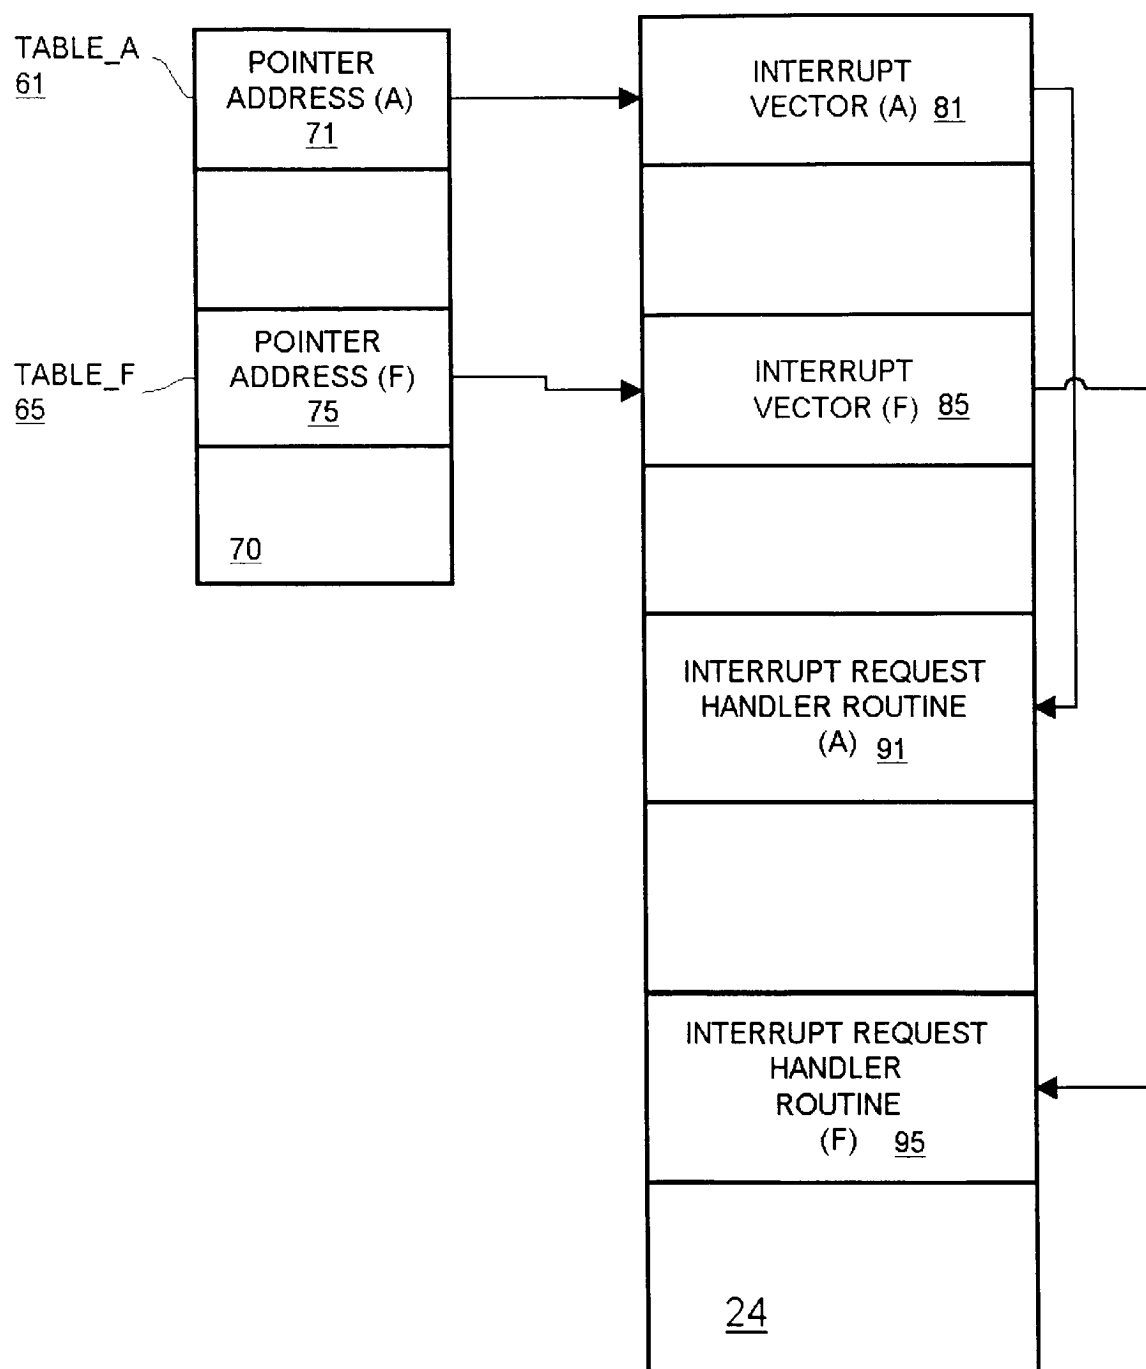 TABLE_A
61
POINTER
ADDRESS (A)
71
INTERRUPT
VECTOR (A) 81
TABLE_F
65
POINTER
ADDRESS (F)
75
INTERRUPT
VECTOR (F) 85
70
INTERRUPT REQUEST
HANDLER ROUTINE
(A) 91
INTERRUPT REQUEST
HANDLER
ROUTINE
(F) 95
24